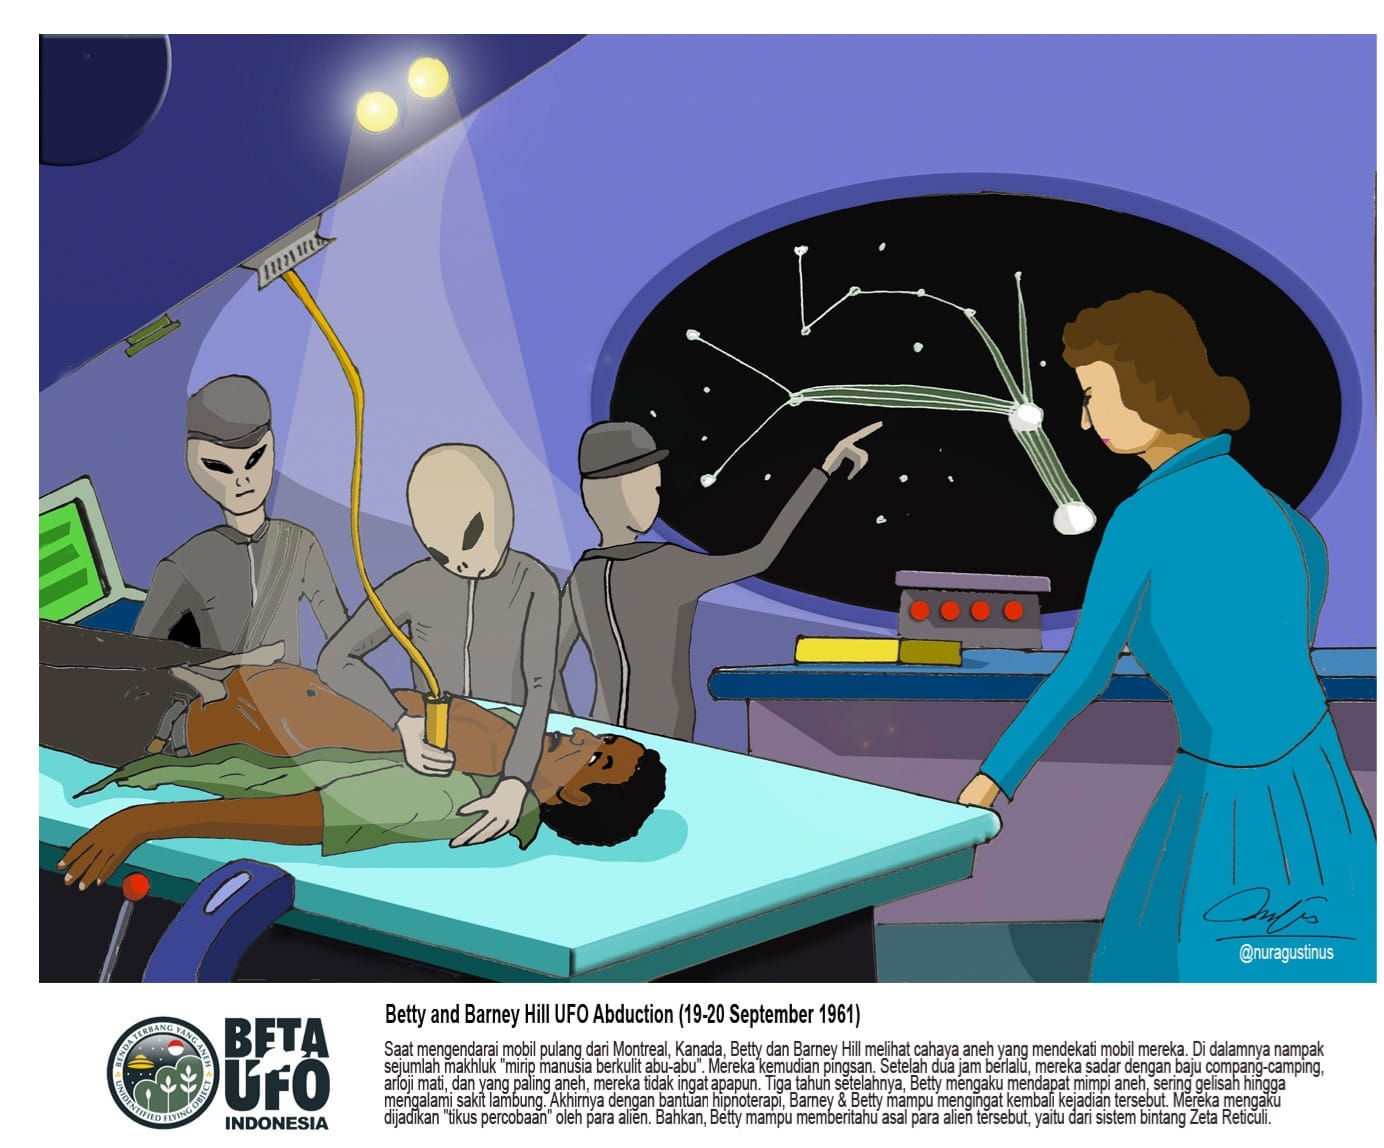 @nuragustinus
BETA
UFO
INDONESIA
BENDA TERBANG YANG ANEH
UNIDENTIFIED FLYING OBJECT
Betty and Barney Hill UFO Abduction (19-20 September 1961)
Saat mengendarai mobil pulang dari Montreal, Kanada, Betty dan Barney Hill melihat cahaya aneh yang mendekati mobil mereka. Di dalamnya nampak
sejumlah makhluk "mirip manusia berkulit abu-abu". Mereka kemudian pingsan. Setelah dua jam berlalu, mereka sadar dengan baju compang-camping,
arloji mati, dan yang paling aneh, mereka tidak ingat apapun. Tiga tahun setelahnya, Betty mengaku mendapat mimpi aneh, sering gelisah hingga
mengalami sakit lambung. Akhirnya dengan bantuan hipnoterapi, Barney & Betty mampu mengingat kembali kejadian tersebut. Mereka mengaku
dijadikan "tikus percobaan" oleh para alien. Bahkan, Betty mampu memberitahu asal para alien tersebut, yaitu dari sistem bintang Zeta Reticuli.